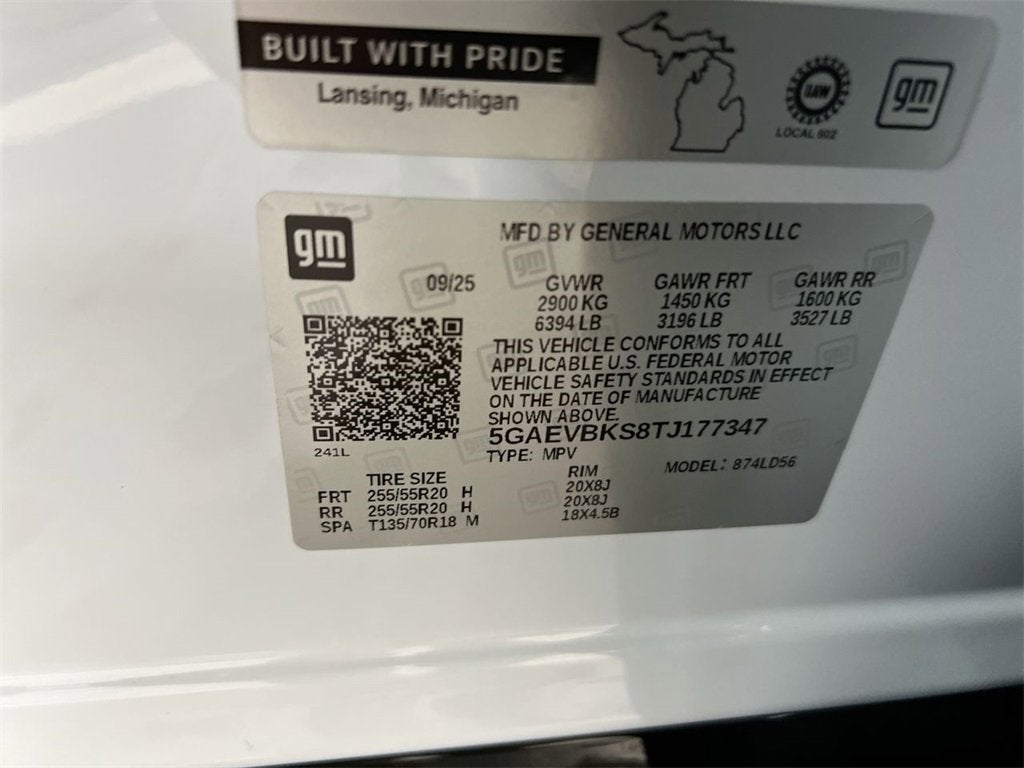 BUILT WITH PRIDE
Lansing, Michigan
UAW
LOCAL 602
gm
gm
MFD BY GENERAL MOTORS LLC
09/25 GVWR GAWR FRT GAWR RR
2900 KG 1450 KG 1600 KG
6394 LB 3196 LB 3527 LB
THIS VEHICLE CONFORMS TO ALL
APPLICABLE U.S. FEDERAL MOTOR
VEHICLE SAFETY STANDARDS IN EFFECT
ON THE DATE OF MANUFACTURE
SHOWN ABOVE.
5GAEVBKS8TJ177347
241L
TYPE: MPV MODEL: 874LD56
TIRE SIZE RIM
FRT 255/55R20 H 20X8J
RR 255/55R20 H 20X8J
SPA T135/70R18 M 18X4.5B